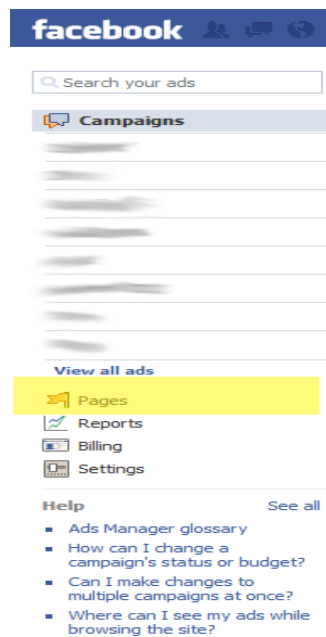 facebook
Search your ads
Campaigns
View all ads
Pages
Reports
Billing
Settings
Help See all
Ads Manager glossary
How can I change a
campaign's status or budget?
Can I make changes to
multiple campaigns at once?
Where can I see my ads while
browsing the site?